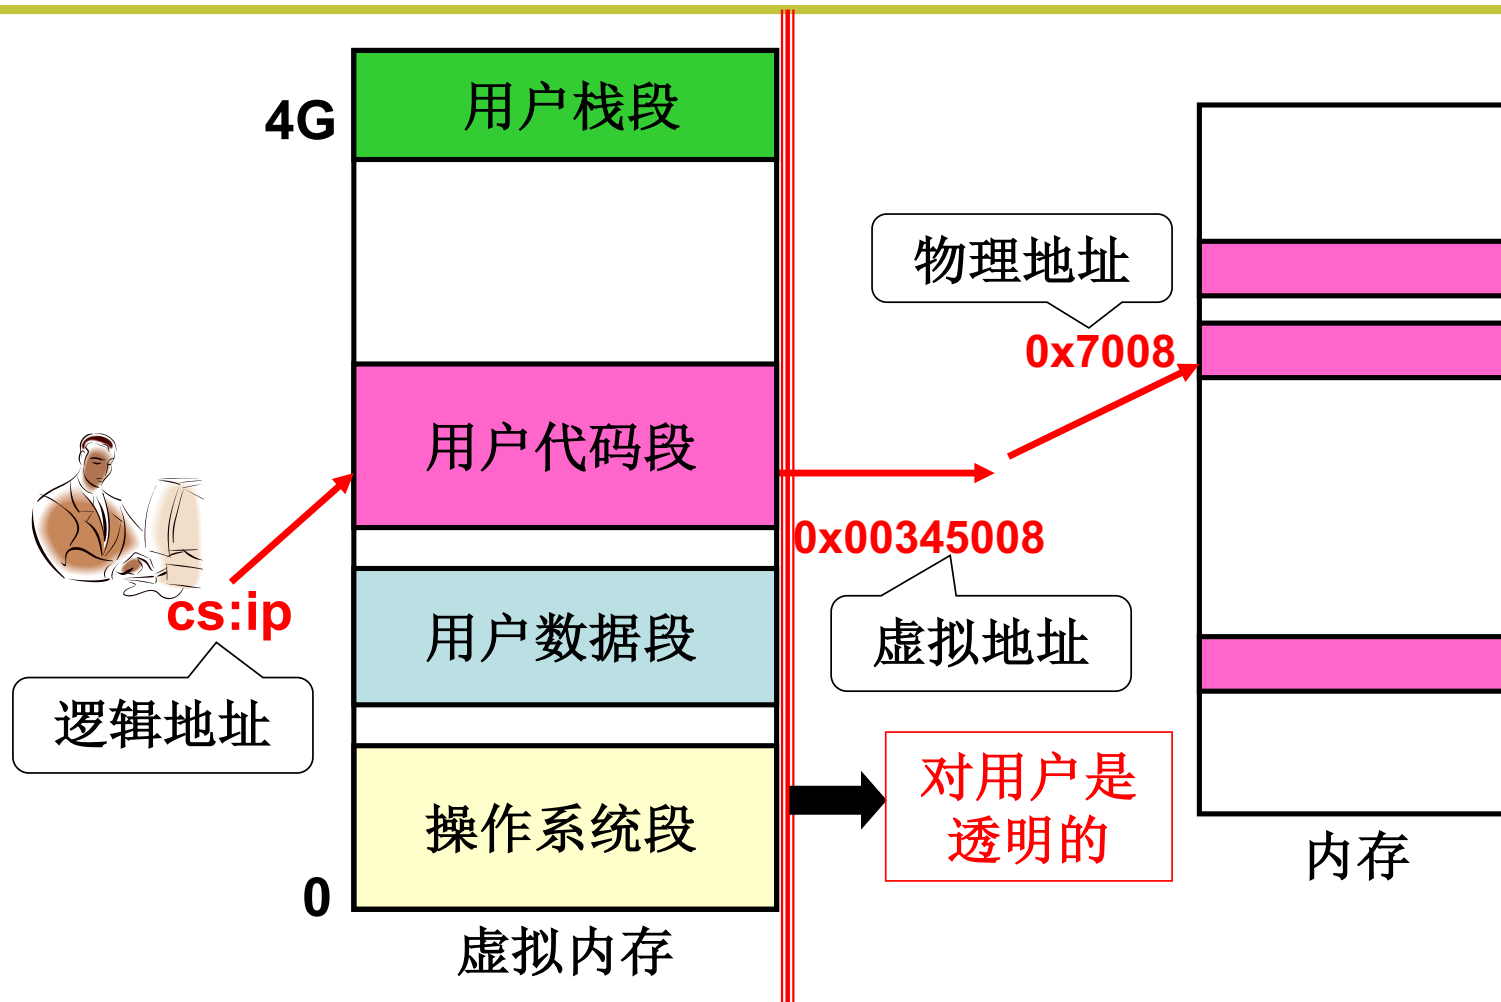 4G
用户栈段
物理地址
0x7008
用户代码段
0x00345008
cs:ip
用户数据段
虚拟地址
逻辑地址
对用户是
透明的
操作系统段
0
内存
虚拟内存